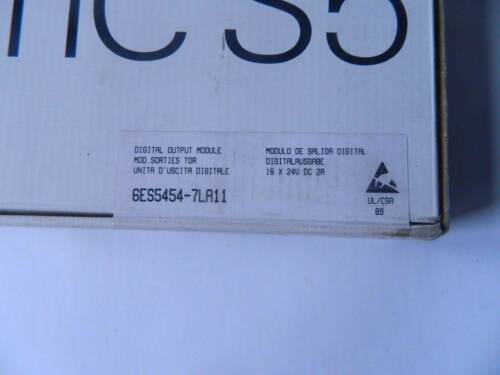 TIC S5
DIGITAL OUTPUT MODULE
MOD SORTIES TOR
UNITA D'USCITA DIGITALE
6ES5454-7LA11
MODULO DE SALIDA DIGITAL
DIGITALAUSGABE
16 X 24V DC 2A
UL/CSA
89